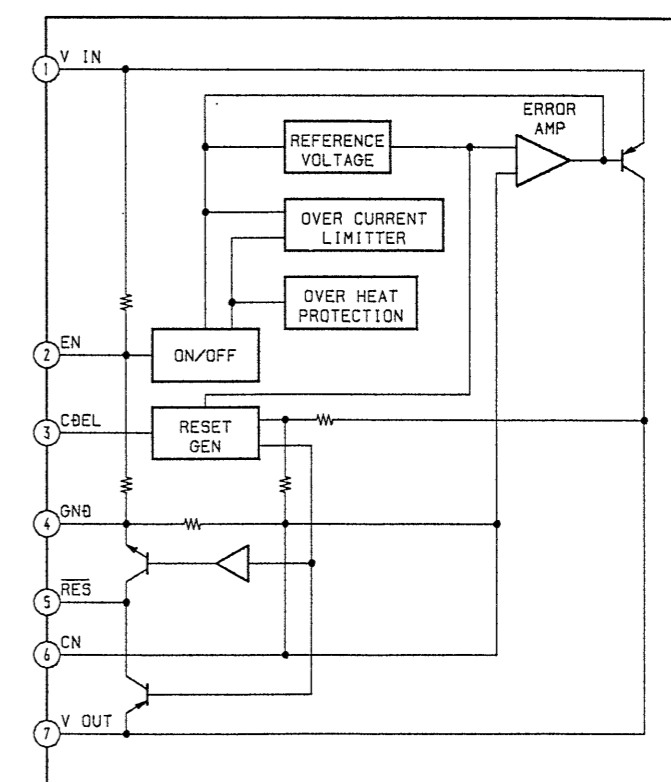 1
V IN
ERROR
AMP
REFERENCE
VOLTAGE
OVER CURRENT
LIMITTER
OVER HEAT
PROTECTION
2
EN
ON/OFF
3
CDEL
RESET
GEN
4
GND
5
RES
6
CN
7
V OUT